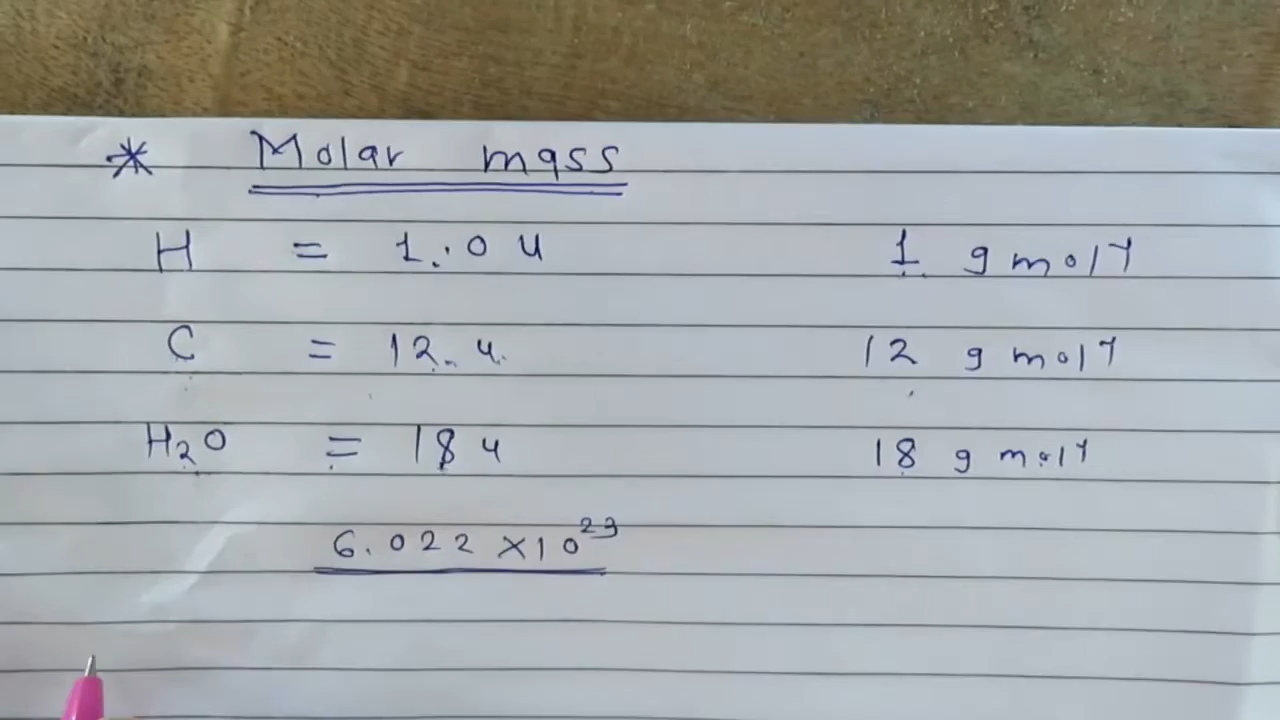 * Molar mass
H = 1.0 u 1 g mol⁻¹
C = 12. u. 12 g mol⁻¹
H₂O = 18 u 18 g mol⁻¹
6.022 × 10²³